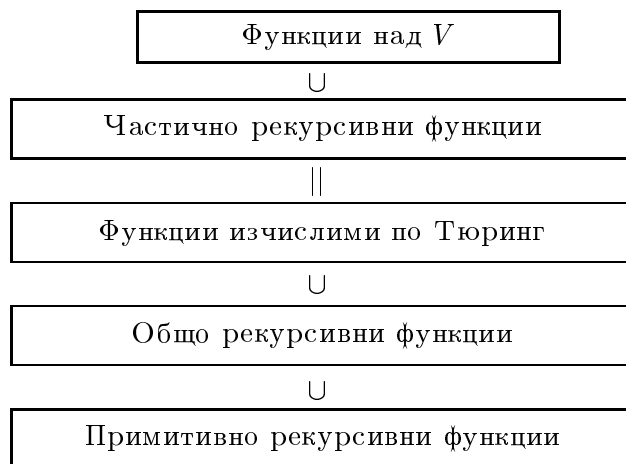 Функции над V
∪
Частично рекурсивни функции
||
Функции изчислими по Тюринг
∪
Общо рекурсивни функции
∪
Примитивно рекурсивни функции